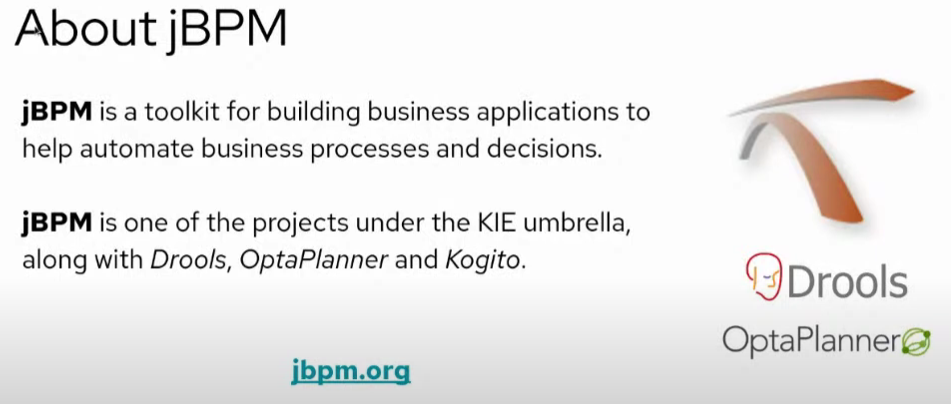 About jBPM
jBPM is a toolkit for building business applications to
help automate business processes and decisions.
jBPM is one of the projects under the KIE umbrella,
along with Drools, OptaPlanner and Kogito.
Drools
OptaPlanner
jbpm.org